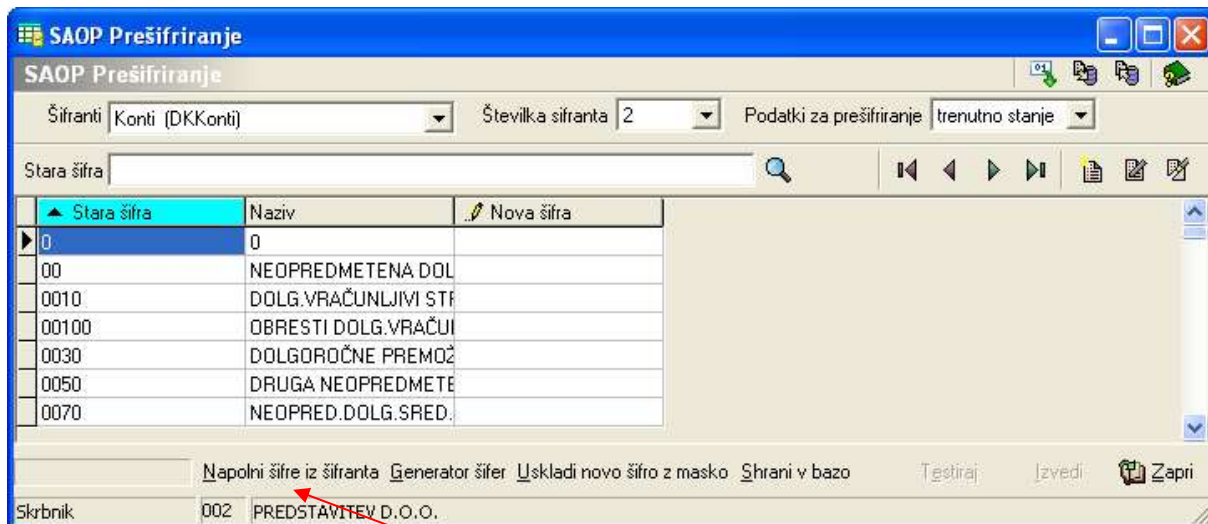 SAOP Prešifriranje
SAOP Prešifriranje
Šifranti Konti (DKKonti) Številka sifranta 2 Podatki za prešifriranje trenutno stanje
Stara šifra
Stara šifra Naziv Nova šifra
0 0
00 NEOPREDMETENA DOL
0010 DOLG.VRAČUNLJIVI
00100 OBRESTI DOLG.
0030 DOLGOROČNE PREMOŽ
0050 DRUGA NEOPREDMETE
0070 NEOPRED.DOLG.SRED.
Napolni šifre iz šifranta Generator šifer Uskladi novo šifro z masko Shrani v bazo Testiraj Izvedi Zapri
Skrbnik 002 PREDSTAVITEV D.O.O.